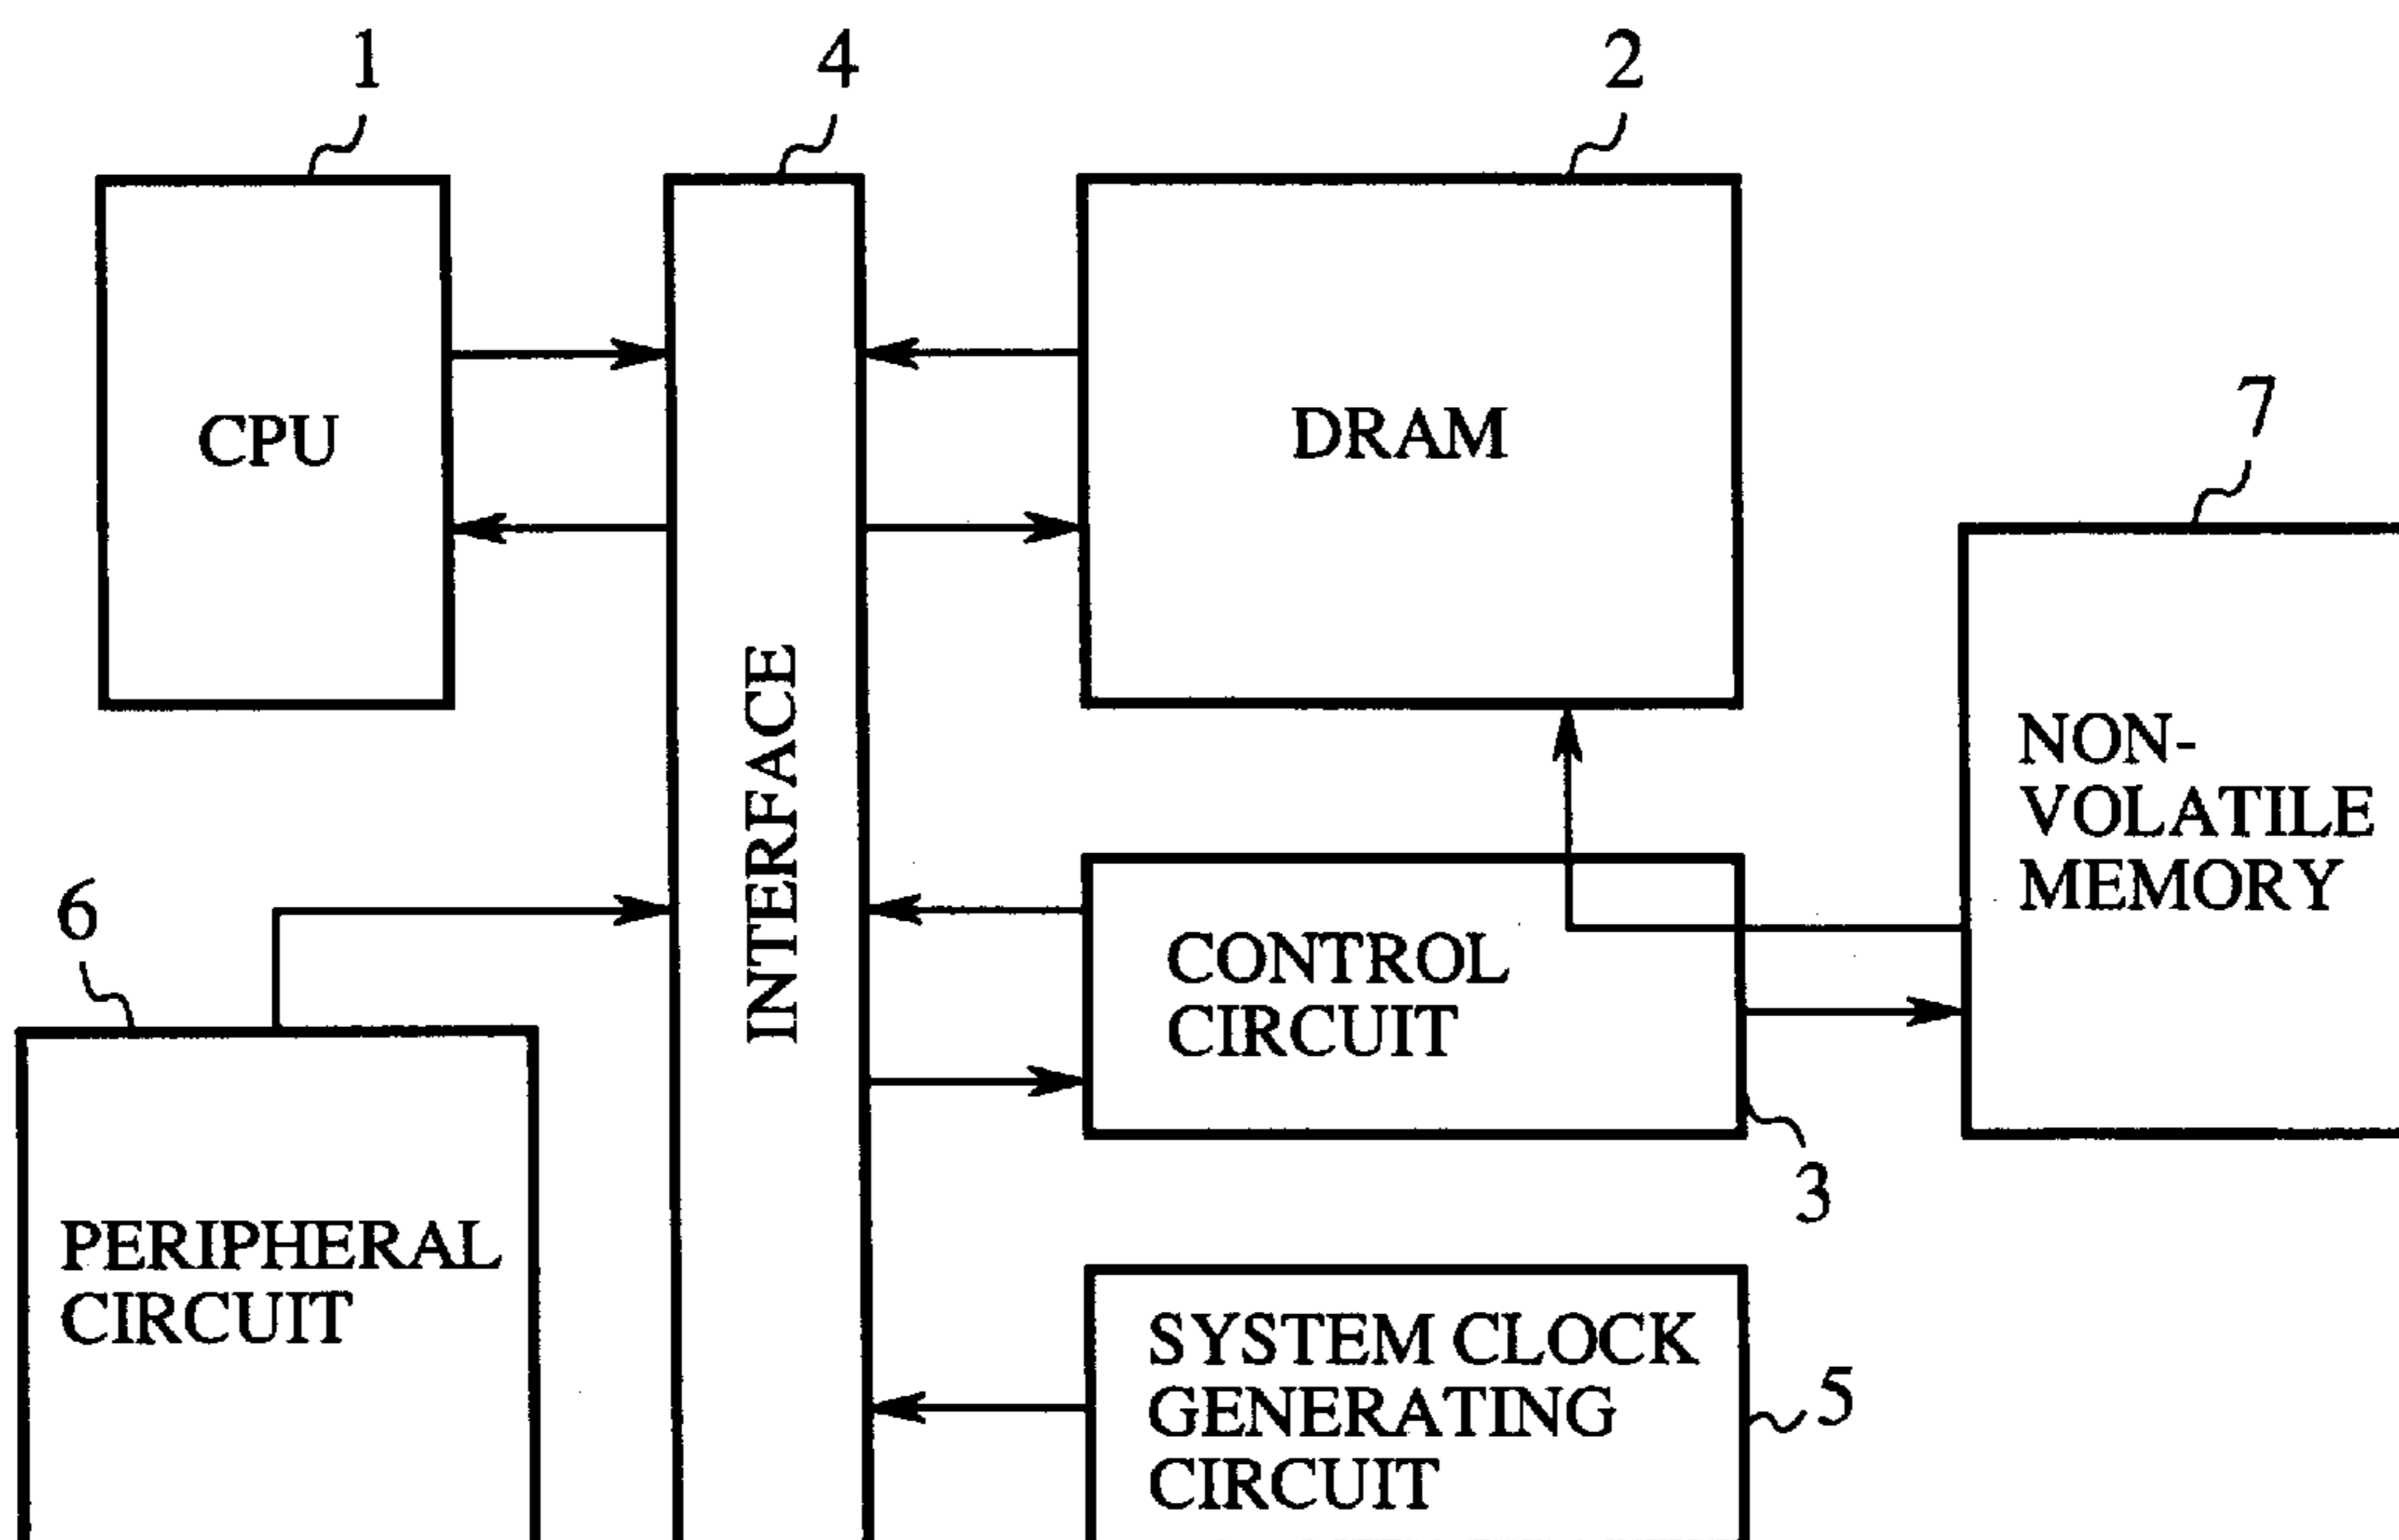 1
4
2
CPU
DRAM
7
INTERFACE
NON-
VOLATILE
MEMORY
6
CONTROL
CIRCUIT
3
PERIPHERAL
CIRCUIT
SYSTEM CLOCK
GENERATING
CIRCUIT
5